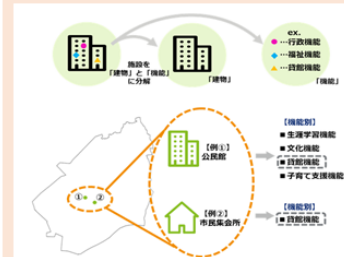 ex.
●…行政機能
◆…福祉機能
▲…貸館機能
施設を
「建物」と「機能」
に分解
「建物」
「機能」
【機能別】
■生涯学習機能
■文化機能
■貸館機能
■子育て支援機能
【例①】
公民館
① ②
【例②】
市民集会所
【機能別】
■貸館機能